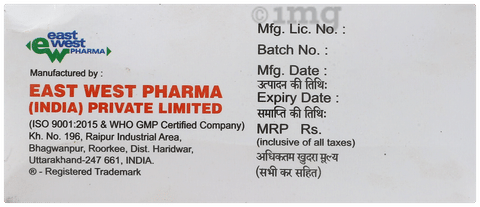 east
west
PHARMA
Manufactured by :
EAST WEST PHARMA
(INDIA) PRIVATE LIMITED
(ISO 9001:2015 & WHO GMP Certified Company)
Kh. No. 196, Raipur Industrial Area,
Bhagwanpur, Roorkee, Dist. Haridwar,
Uttarakhand-247 661, INDIA.
® - Registered Trademark
1mg
Mfg. Lic. No. :
Batch No. :
Mfg. Date :
उत्पादन की तिथि:
Expiry Date :
समाप्ति की तिथि:
MRP Rs.
(inclusive of all taxes)
अधिकतम खुदरा मूल्य
(सभी कर सहित)